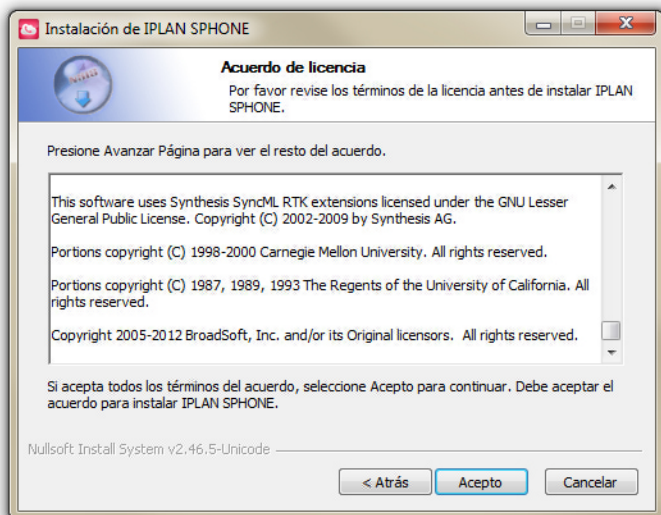 Instalación de IPLAN SPHONE
Acuerdo de licencia
Por favor revise los términos de la licencia antes de instalar IPLAN
SPHONE.
Presione Avanzar Página para ver el resto del acuerdo.
This software uses Synthesis SyncML RTK extensions licensed under the GNU Lesser
General Public License. Copyright (C) 2002-2009 by Synthesis AG.
Portions copyright (C) 1998-2000 Carnegie Mellon University. All rights reserved.
Portions copyright (C) 1987, 1989, 1993 The Regents of the University of California. All
rights reserved.
Copyright 2005-2012 BroadSoft, Inc. and/or its Original licensors.  All rights reserved.
Si acepta todos los términos del acuerdo, seleccione Acepto para continuar. Debe aceptar el
acuerdo para instalar IPLAN SPHONE.
Nullsoft Install System v2.46.5-Unicode
< Atrás
Acepto
Cancelar